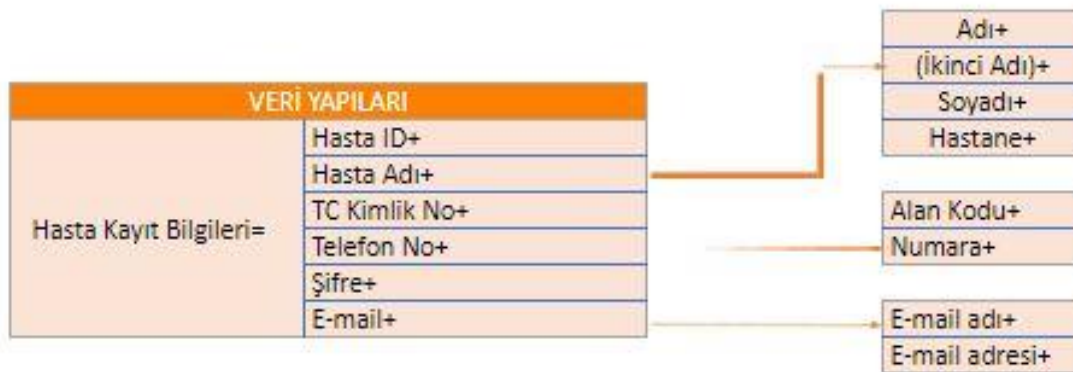 VERİ YAPILARI
Hasta Kayıt Bilgileri=
Hasta ID+
Hasta Adı+
TC Kimlik No+
Telefon No+
Şifre+
E-mail+
Adı+
(İkinci Adı)+
Soyadı+
Hastane+
Alan Kodu+
Numara+
E-mail adı+
E-mail adresi+